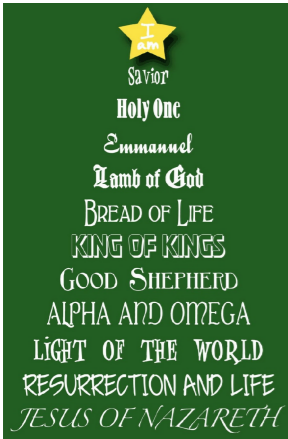 I
am
Savior
Holy One
Emmanuel
Lamb of God
Bread of Life
KING OF KINGS
Good Shepherd
ALPHA AND OMEGA
LiGHT OF THE WORLD
RESURRECTION AND LIFE
JESUS OF NAZARETH